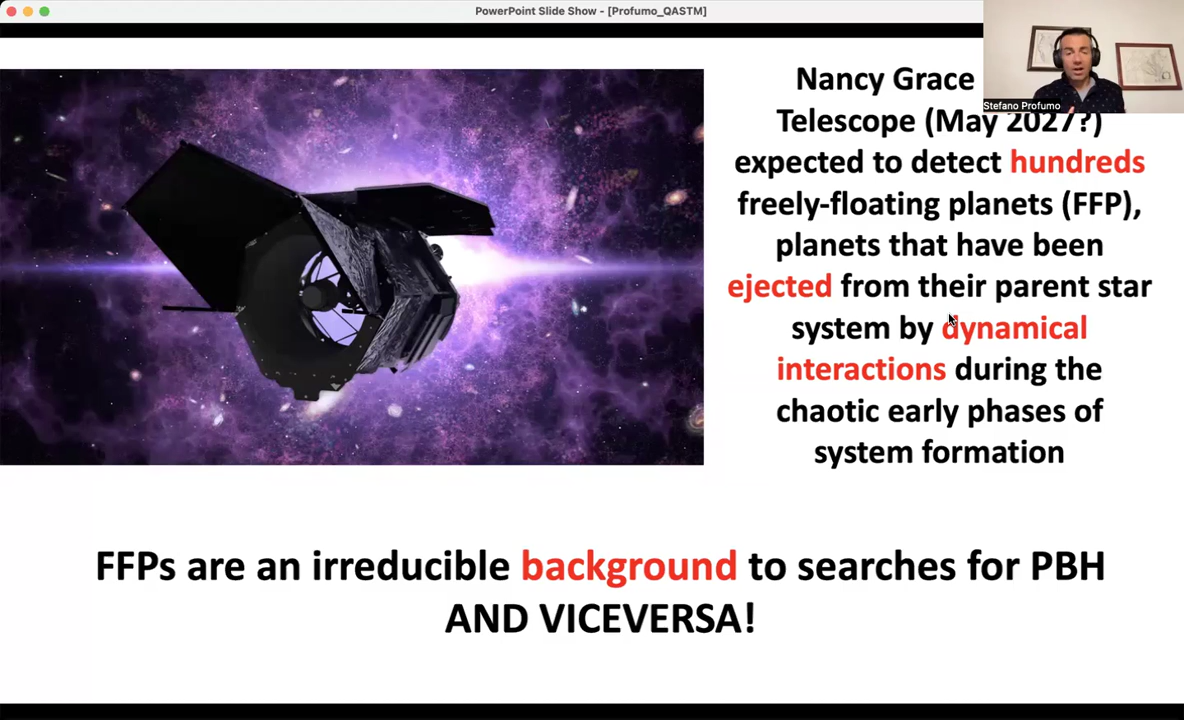 PowerPoint Slide Show - [Profumo_QASTM]
Stefano Profumo
Nancy Grace
Telescope (May 2027?)
expected to detect hundreds
freely-floating planets (FFP),
planets that have been
ejected from their parent star
system by dynamical
interactions during the
chaotic early phases of
system formation
FFPs are an irreducible background to searches for PBH
AND VICEVERSA!